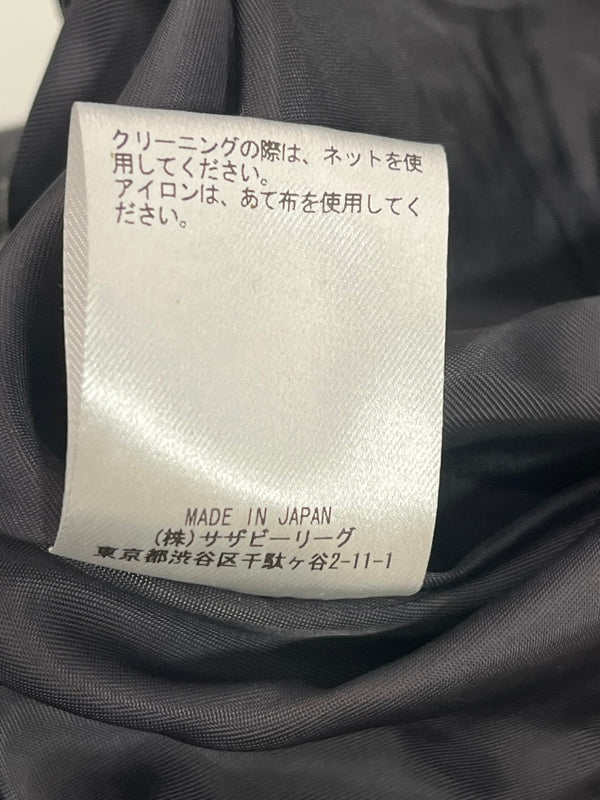 クリーニングの際は、ネットを使
用してください。
アイロンは、あて布を使用してく
ださい。
MADE IN JAPAN
(株)サザビーリーグ
東京都渋谷区千駄ヶ谷2-11-1